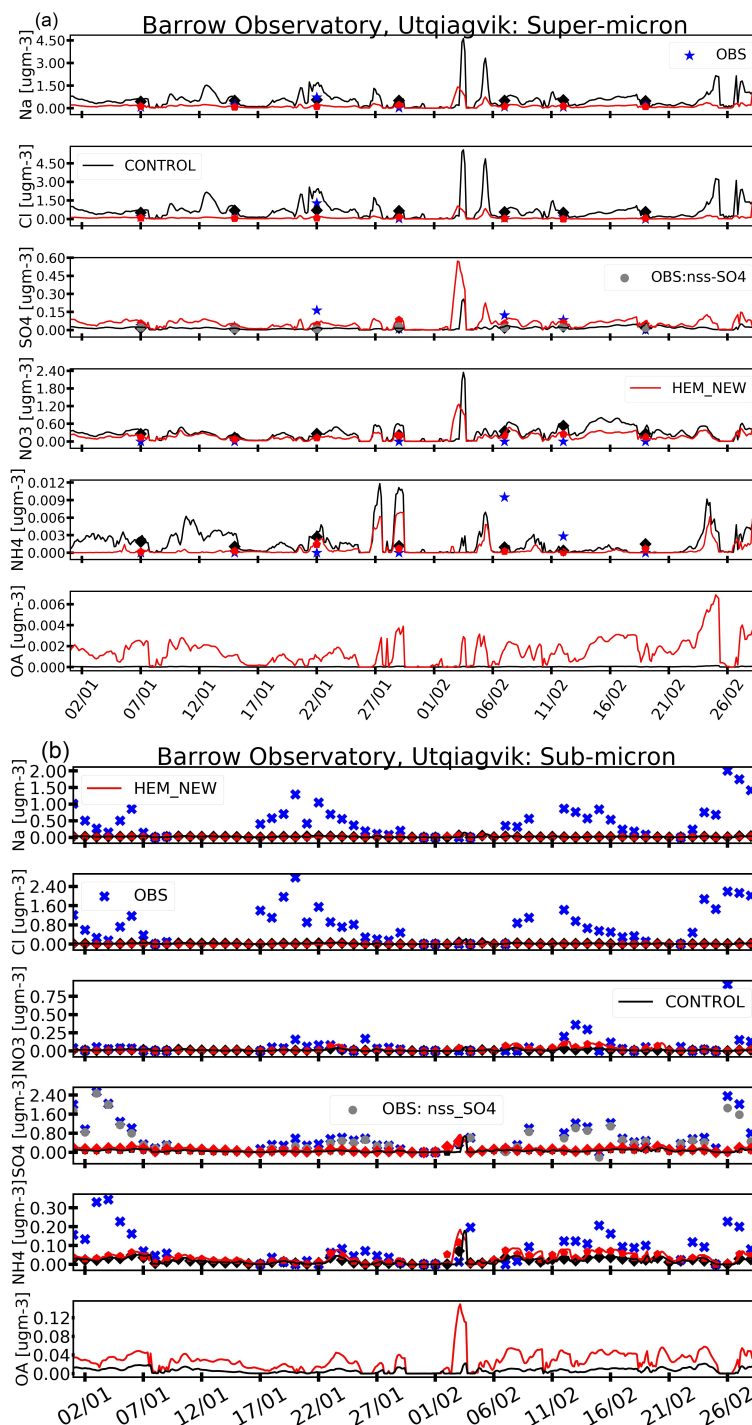 (a)
Barrow Observatory, Utqiagvik: Super-micron
Na [ugm-3]
4.50
3.00
1.50
0.00
OBS
Cl [ugm-3]
4.50
3.00
1.50
0.00
CONTROL
SO4 [ugm-3]
0.60
0.45
0.30
0.15
0.00
OBS:nss-SO4
NO3 [ugm-3]
2.40
1.80
1.20
0.60
0.00
HEM_NEW
NH4 [ugm-3]
0.012
0.009
0.006
0.003
0.000
OA [ugm-3]
0.006
0.004
0.002
0.000
02/01 07/01 12/01 17/01 22/01 27/01 01/02 06/02 11/02 16/02 21/02 26/02
(b)
Barrow Observatory, Utqiagvik: Sub-micron
Na [ugm-3]
2.00
1.50
1.00
0.50
0.00
HEM_NEW
Cl [ugm-3]
2.40
1.60
0.80
0.00
OBS
NO3 [ugm-3]
0.75
0.50
0.25
0.00
CONTROL
SO4 [ugm-3]
2.40
1.60
0.80
0.00
OBS: nss_SO4
NH4 [ugm-3]
0.30
0.20
0.10
0.00
OA [ugm-3]
0.12
0.08
0.04
0.00
02/01 07/01 12/01 17/01 22/01 27/01 01/02 06/02 11/02 16/02 21/02 26/02